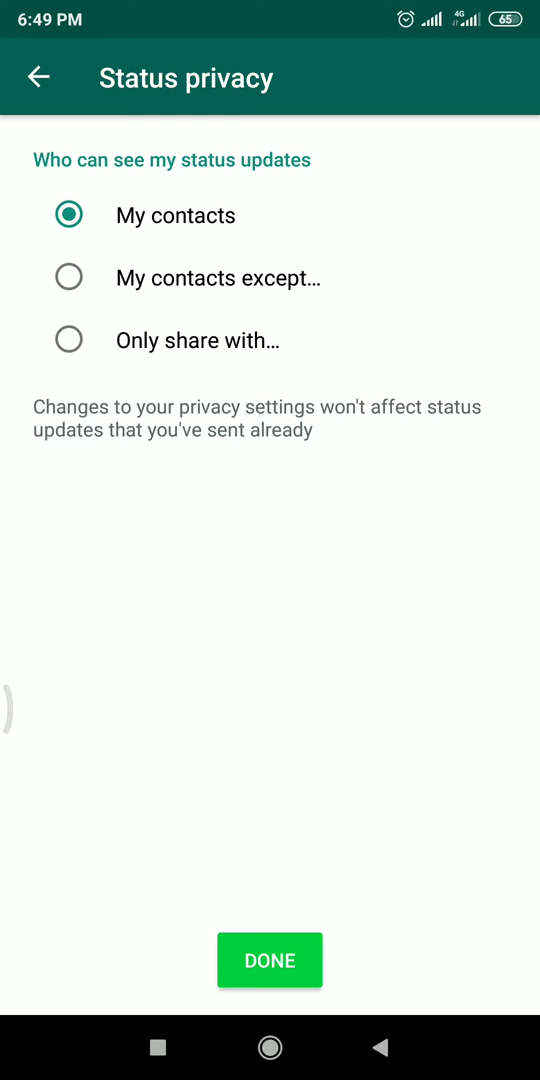 6:49 PM
4G
65
Status privacy
Who can see my status updates
My contacts
My contacts except...
Only share with...
Changes to your privacy settings won't affect status
updates that you've sent already
DONE